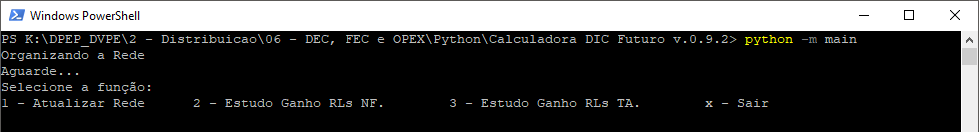 Windows PowerShell
PS K:\DPEP_DVPE\2 - Distribuicao\06 - DEC, FEC e OPEX\Python\Calculadora DIC Futuro v.0.9.2> python -m main
Organizando a Rede
Aguarde...
Selecione a função:
1 - Atualizar Rede 2 - Estudo Ganho RLs NF. 3 - Estudo Ganho RLs TA. x - Sair